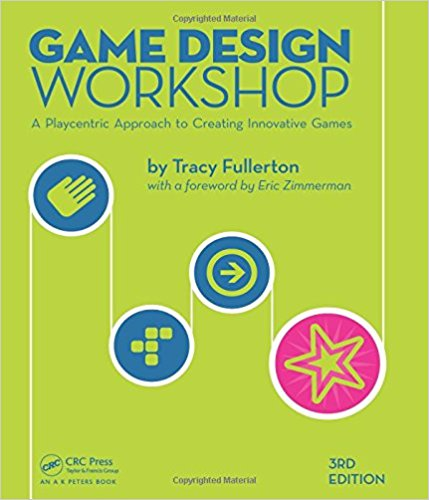 Copyrighted Material
GAME DESIGN
WORKSHOP
A Playcentric Approach to Creating Innovative Games
by Tracy Fullerton
with a foreword by Eric Zimmerman
CRC
CRC Press
Taylor & Francis Group
AN A K PETERS BOOK
3RD
EDITION
Copyrighted Material